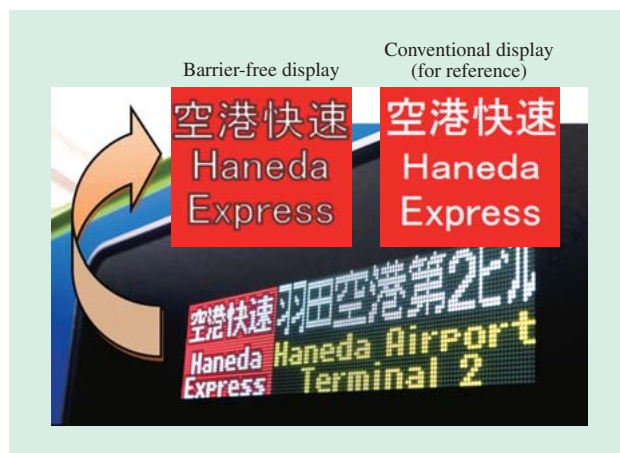 Barrier-free display
Conventional display
(for reference)
空港快速
Haneda
Express
空港快速
Haneda
Express
空港快速
Haneda
Express
羽田空港第2ビル
Haneda Airport
Terminal 2